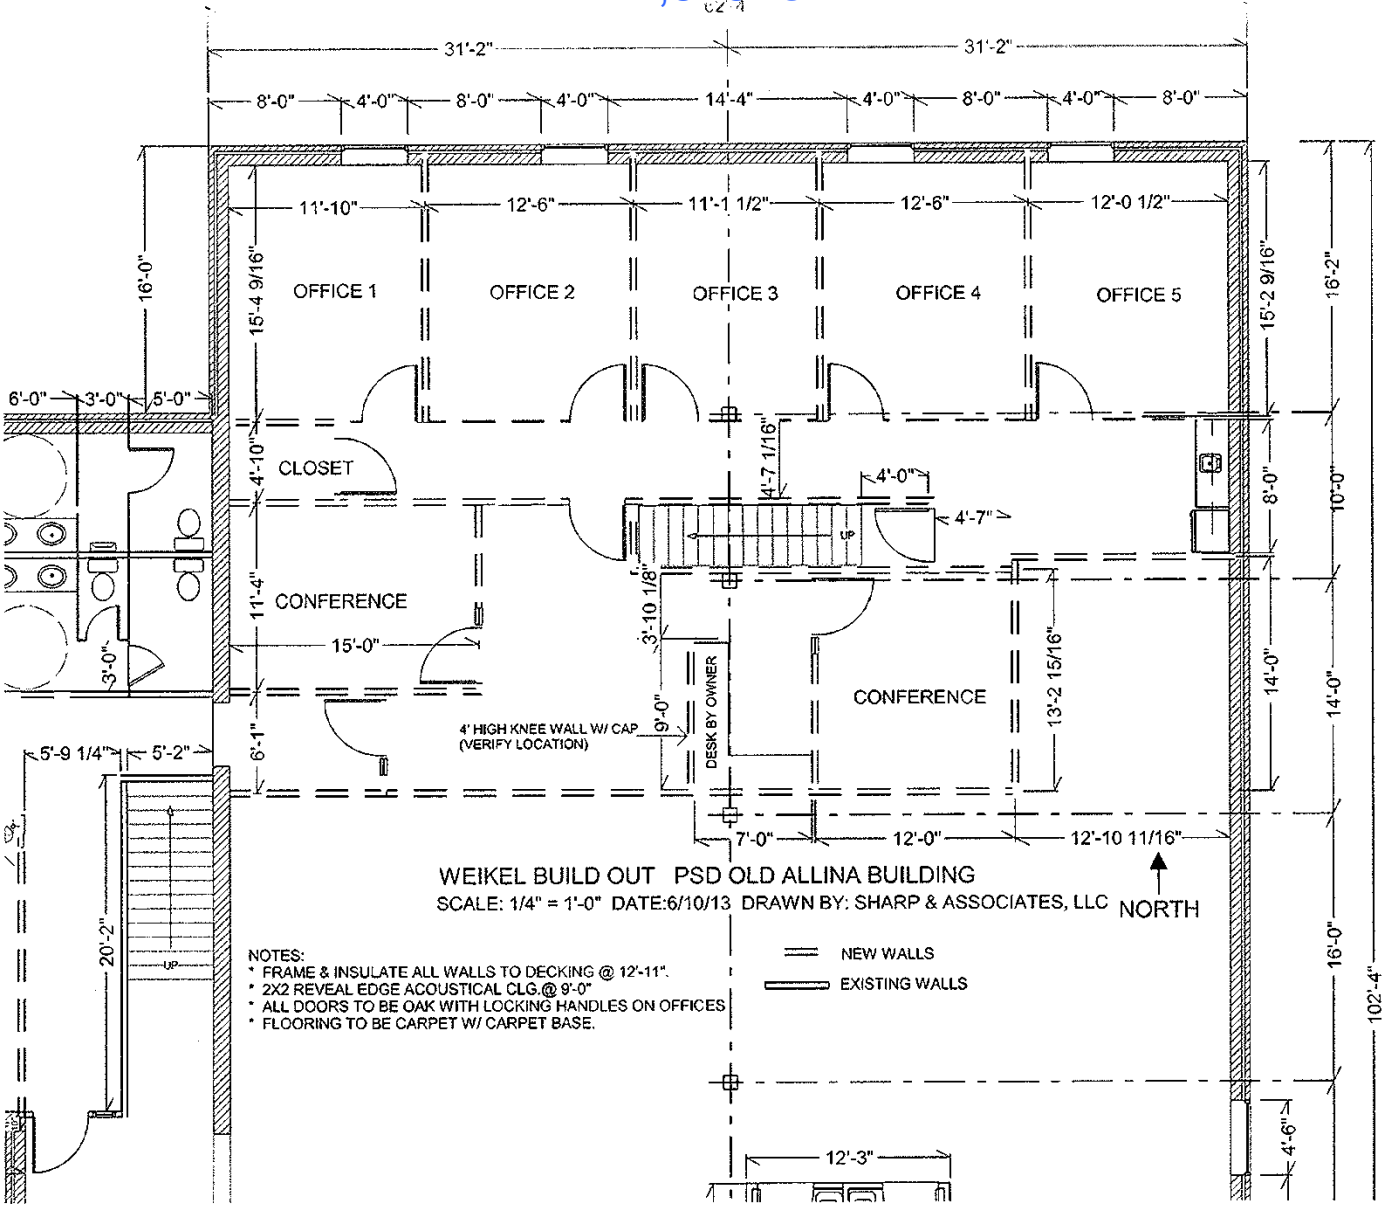 62'-4
31'-2" 31'-2"
8'-0" 4'-0" 8'-0" 4'-0" 14'-4" 4'-0" 8'-0" 4'-0" 8'-0"
11'-10" 12'-6" 11'-1 1/2" 12'-6" 12'-0 1/2"
16'-0"
15'-4 9/16"
15'-2 9/16"
16'-2"
OFFICE 1 OFFICE 2 OFFICE 3 OFFICE 4 OFFICE 5
6'-0" 3'-0" 5'-0"
4'-10"
CLOSET
4'-7 1/16"
4'-0"
8'-0"
10'-0"
4'-7"
UP
11'-4"
CONFERENCE
3'-10 1/8"
15'-0"
3'-0"
DESK BY OWNER
CONFERENCE
13'-2 15/16"
14'-0"
14'-0"
9'-0"
4' HIGH KNEE WALL W/ CAP
(VERIFY LOCATION)
6'-1"
5'-9 1/4" 5'-2"
7'-0" 12'-0" 12'-10 11/16"
WEIKEL BUILD OUT PSD OLD ALLINA BUILDING
SCALE: 1/4" = 1'-0" DATE:6/10/13 DRAWN BY: SHARP & ASSOCIATES, LLC
NORTH
20'-2"
UP
16'-0"
102'-4"
NOTES:
* FRAME & INSULATE ALL WALLS TO DECKING @ 12'-11".
* 2X2 REVEAL EDGE ACOUSTICAL CLG.@ 9'-0"
* ALL DOORS TO BE OAK WITH LOCKING HANDLES ON OFFICES
* FLOORING TO BE CARPET W/ CARPET BASE.
NEW WALLS
EXISTING WALLS
4'-6"
12'-3"